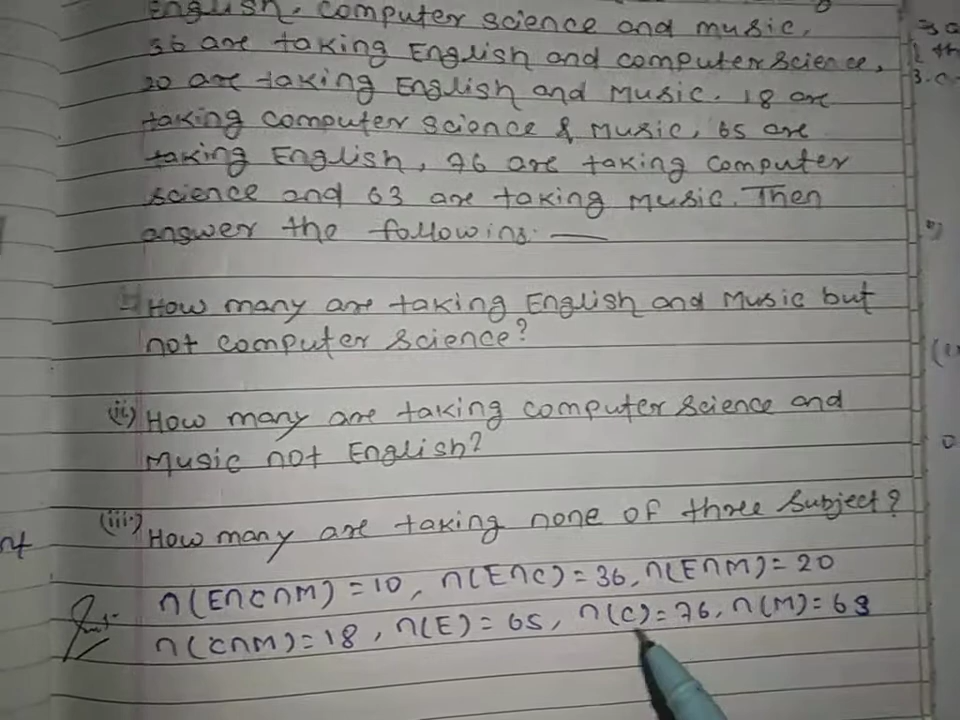 English, computer science and music,
36 are taking English and computer science,
20 are taking English and Music. 18 are
taking computer science & Music, 65 are
taking English, 76 are taking computer
science and 63 are taking Music. Then
answer the following: —
How many are taking English and Music but
not computer science?
(ii) How many are taking computer science and
Music not English?
(iii) How many are taking none of three subject?
n(E∩C∩M) = 10, n(E∩C) = 36, n(E∩M) = 20
n(C∩M) = 18, n(E) = 65, n(C) = 76, n(M) = 63